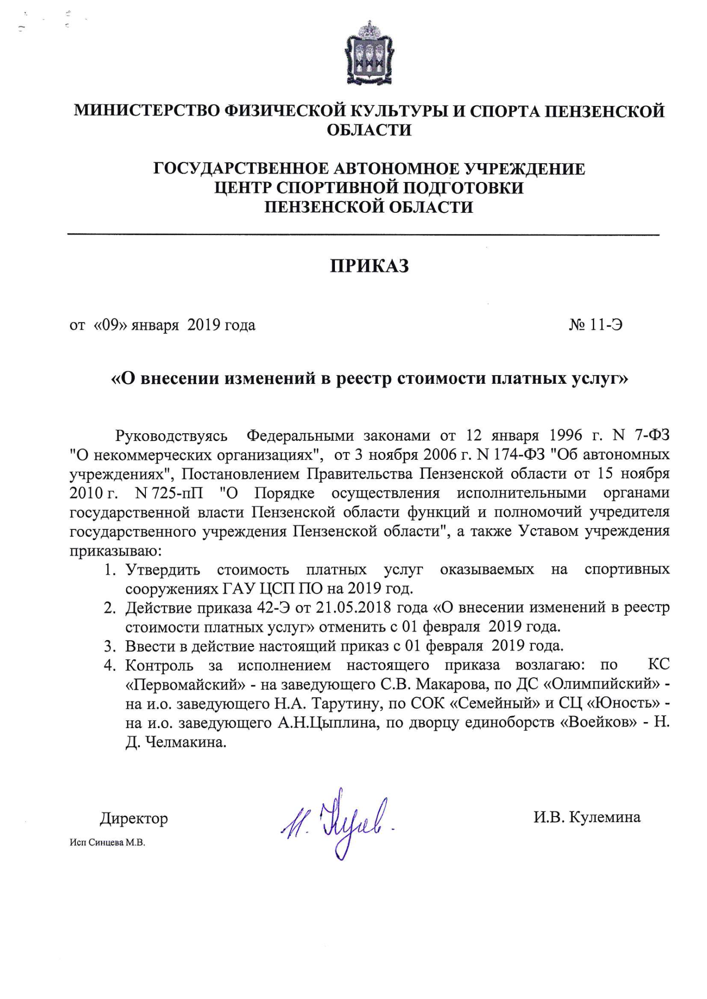 МИНИСТЕРСТВО ФИЗИЧЕСКОЙ КУЛЬТУРЫ И СПОРТА ПЕНЗЕНСКОЙ
ОБЛАСТИ
ГОСУДАРСТВЕННОЕ АВТОНОМНОЕ УЧРЕЖДЕНИЕ
ЦЕНТР СПОРТИВНОЙ ПОДГОТОВКИ
ПЕНЗЕНСКОЙ ОБЛАСТИ
ПРИКАЗ
от «09» января 2019 года № 11-Э
«О внесении изменений в реестр стоимости платных услуг»
Руководствуясь Федеральными законами от 12 января 1996 г. N 7-ФЗ
"О некоммерческих организациях", от 3 ноября 2006 г. N 174-ФЗ "Об автономных
учреждениях", Постановлением Правительства Пензенской области от 15 ноября
2010 г. N 725-пП "О Порядке осуществления исполнительными органами
государственной власти Пензенской области функций и полномочий учредителя
государственного учреждения Пензенской области", а также Уставом учреждения
приказываю:
1. Утвердить стоимость платных услуг оказываемых на спортивных
сооружениях ГАУ ЦСП ПО на 2019 год.
2. Действие приказа 42-Э от 21.05.2018 года «О внесении изменений в реестр
стоимости платных услуг» отменить с 01 февраля 2019 года.
3. Ввести в действие настоящий приказ с 01 февраля 2019 года.
4. Контроль за исполнением настоящего приказа возлагаю: по КС
«Первомайский» - на заведующего С.В. Макарова, по ДС «Олимпийский» -
на и.о. заведующего Н.А. Тарутину, по СОК «Семейный» и СЦ «Юность» -
на и.о. заведующего А.Н.Цыплина, по дворцу единоборств «Воейков» - Н.
Д. Челмакина.
Директор И.В. Кулемина
Исп Синцева М.В.